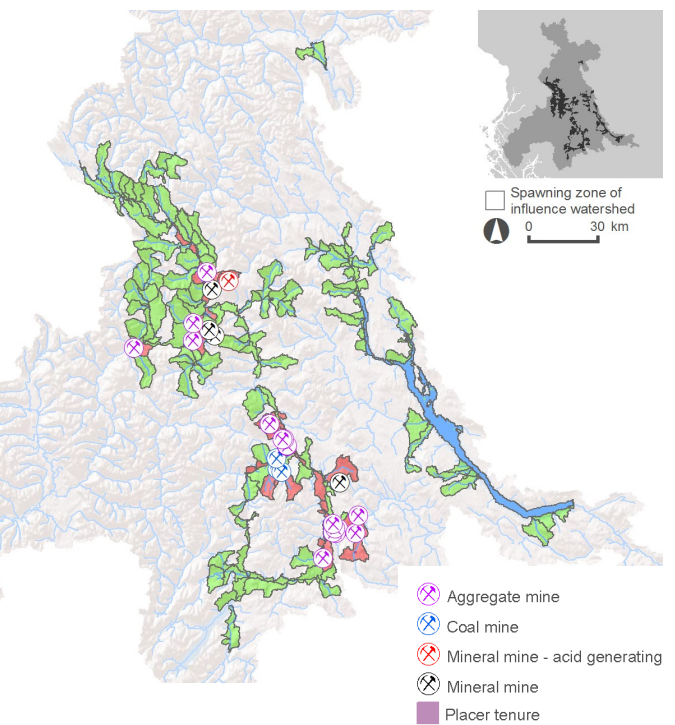 Spawning zone of
influence watershed
0 30 km
Aggregate mine
Coal mine
Mineral mine - acid generating
Mineral mine
Placer tenure